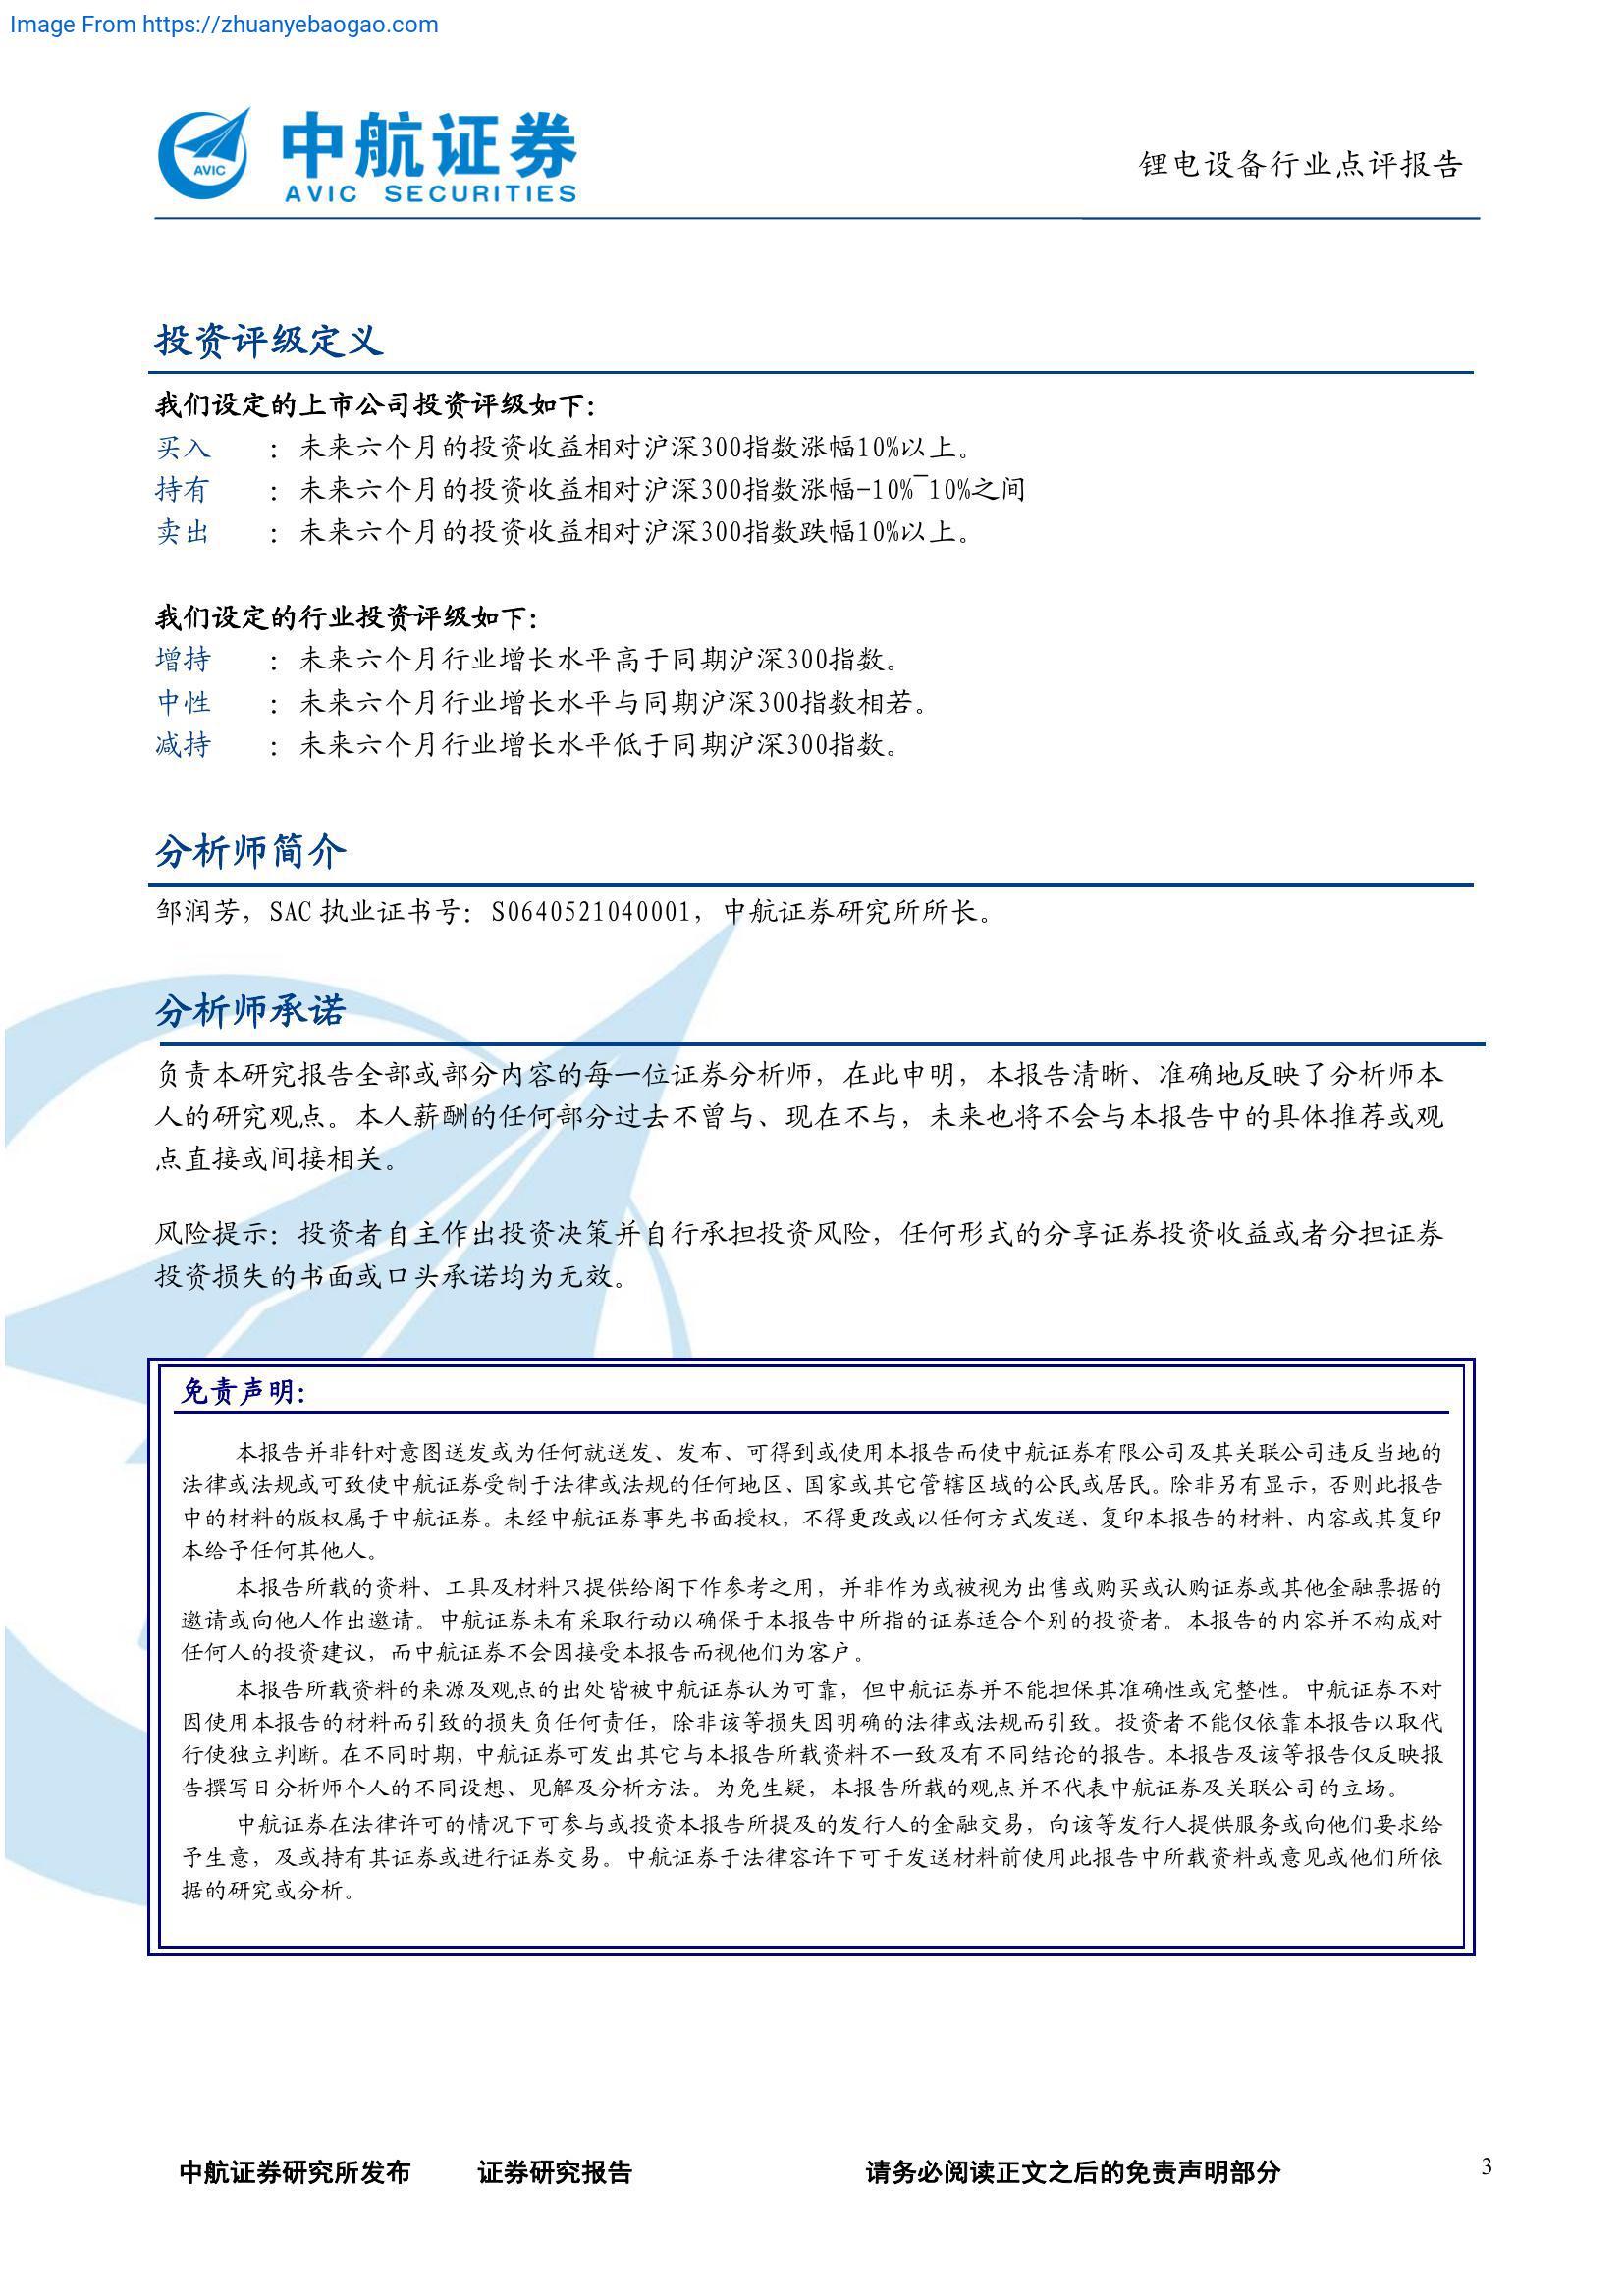 Image From https://zhuanyebaogao.com
AVIC
中航证券
AVIC SECURITIES
锂电设备行业点评报告
投资评级定义
我们设定的上市公司投资评级如下：
买入 ：未来六个月的投资收益相对沪深300指数涨幅10%以上。
持有 ：未来六个月的投资收益相对沪深300指数涨幅-10%~10%之间
卖出 ：未来六个月的投资收益相对沪深300指数跌幅10%以上。
我们设定的行业投资评级如下：
增持 ：未来六个月行业增长水平高于同期沪深300指数。
中性 ：未来六个月行业增长水平与同期沪深300指数相若。
减持 ：未来六个月行业增长水平低于同期沪深300指数。
分析师简介
邹润芳，SAC 执业证书号：S0640521040001，中航证券研究所所长。
分析师承诺
负责本研究报告全部或部分内容的每一位证券分析师，在此申明，本报告清晰、准确地反映了分析师本
人的研究观点。本人薪酬的任何部分过去不曾与、现在不与，未来也将不会与本报告中的具体推荐或观
点直接或间接相关。
风险提示：投资者自主作出投资决策并自行承担投资风险，任何形式的分享证券投资收益或者分担证券
投资损失的书面或口头承诺均为无效。
免责声明：
本报告并非针对意图送发或为任何就送发、发布、可得到或使用本报告而使中航证券有限公司及其关联公司违反当地的
法律或法规或可致使中航证券受制于法律或法规的任何地区、国家或其它管辖区域的公民或居民。除非另有显示，否则此报告
中的材料的版权属于中航证券。未经中航证券事先书面授权，不得更改或以任何方式发送、复印本报告的材料、内容或其复印
本给予任何其他人。
本报告所载的资料、工具及材料只提供给阁下作参考之用，并非作为或被视为出售或购买或认购证券或其他金融票据的
邀请或向他人作出邀请。中航证券未有采取行动以确保于本报告中所指的证券适合个别的投资者。本报告的内容并不构成对
任何人的投资建议，而中航证券不会因接受本报告而视他们为客户。
本报告所载资料的来源及观点的出处皆被中航证券认为可靠，但中航证券并不能担保其准确性或完整性。中航证券不对
因使用本报告的材料而引致的损失负任何责任，除非该等损失因明确的法律或法规而引致。投资者不能仅依靠本报告以取代
行使独立判断。在不同时期，中航证券可发出其它与本报告所载资料不一致及有不同结论的报告。本报告及该等报告仅反映报
告撰写日分析师个人的不同设想、见解及分析方法。为免生疑，本报告所载的观点并不代表中航证券及关联公司的立场。
中航证券在法律许可的情况下可参与或投资本报告所提及的发行人的金融交易，向该等发行人提供服务或向他们要求给
予生意，及或持有其证券或进行证券交易。中航证券于法律容许下可于发送材料前使用此报告中所载资料或意见或他们所依
据的研究或分析。
中航证券研究所发布 证券研究报告 请务必阅读正文之后的免责声明部分 3